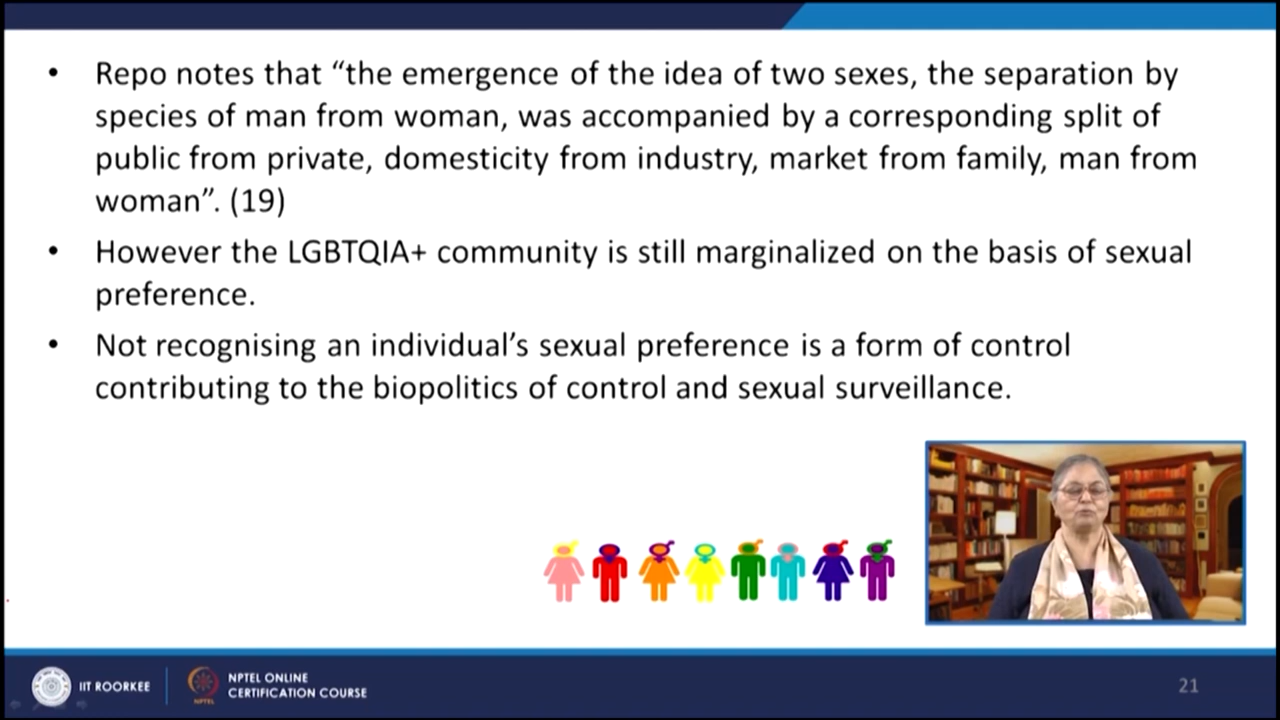 • Repo notes that “the emergence of the idea of two sexes, the separation by
species of man from woman, was accompanied by a corresponding split of
public from private, domesticity from industry, market from family, man from
woman”. (19)
• However the LGBTQIA+ community is still marginalized on the basis of sexual
preference.
• Not recognising an individual’s sexual preference is a form of control
contributing to the biopolitics of control and sexual surveillance.
IIT ROORKEE
NPTEL
NPTEL ONLINE
CERTIFICATION COURSE
21